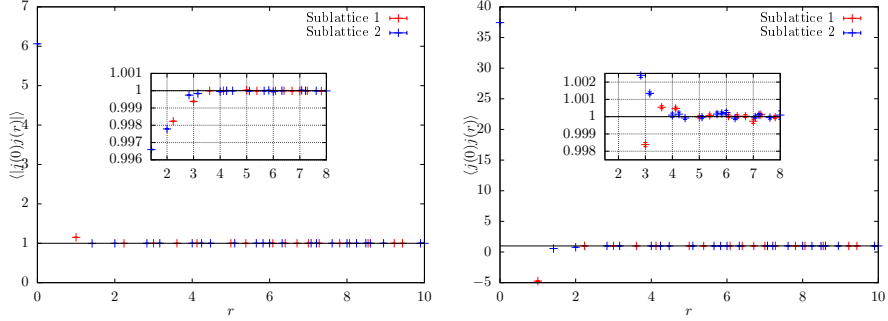 ⟨|j(0)j(r)|⟩
7
6
5
4
3
2
1
0
0 2 4 6 8 10
r
Sublattice 1
Sublattice 2
1.001
1
0.999
0.998
0.997
0.996
2 3 4 5 6 7 8
⟨j(0)j(r)⟩
40
35
30
25
20
15
10
5
0
−5
0 2 4 6 8 10
r
Sublattice 1
Sublattice 2
1.002
1.001
1
0.999
0.998
2 3 4 5 6 7 8